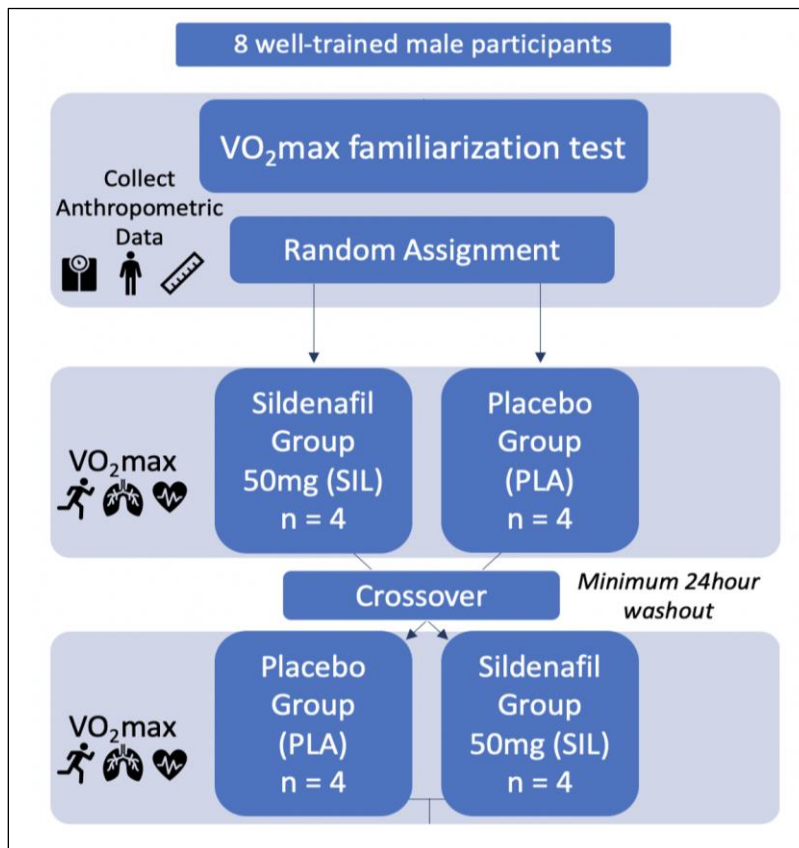 8 well-trained male participants
VO₂max familiarization test
Collect
Anthropometric
Data
Random Assignment
VO₂max
Sildenafil
Group
50mg (SIL)
n = 4
Placebo
Group
(PLA)
n = 4
Crossover
Minimum 24hour
washout
VO₂max
Placebo
Group
(PLA)
n = 4
Sildenafil
Group
50mg (SIL)
n = 4